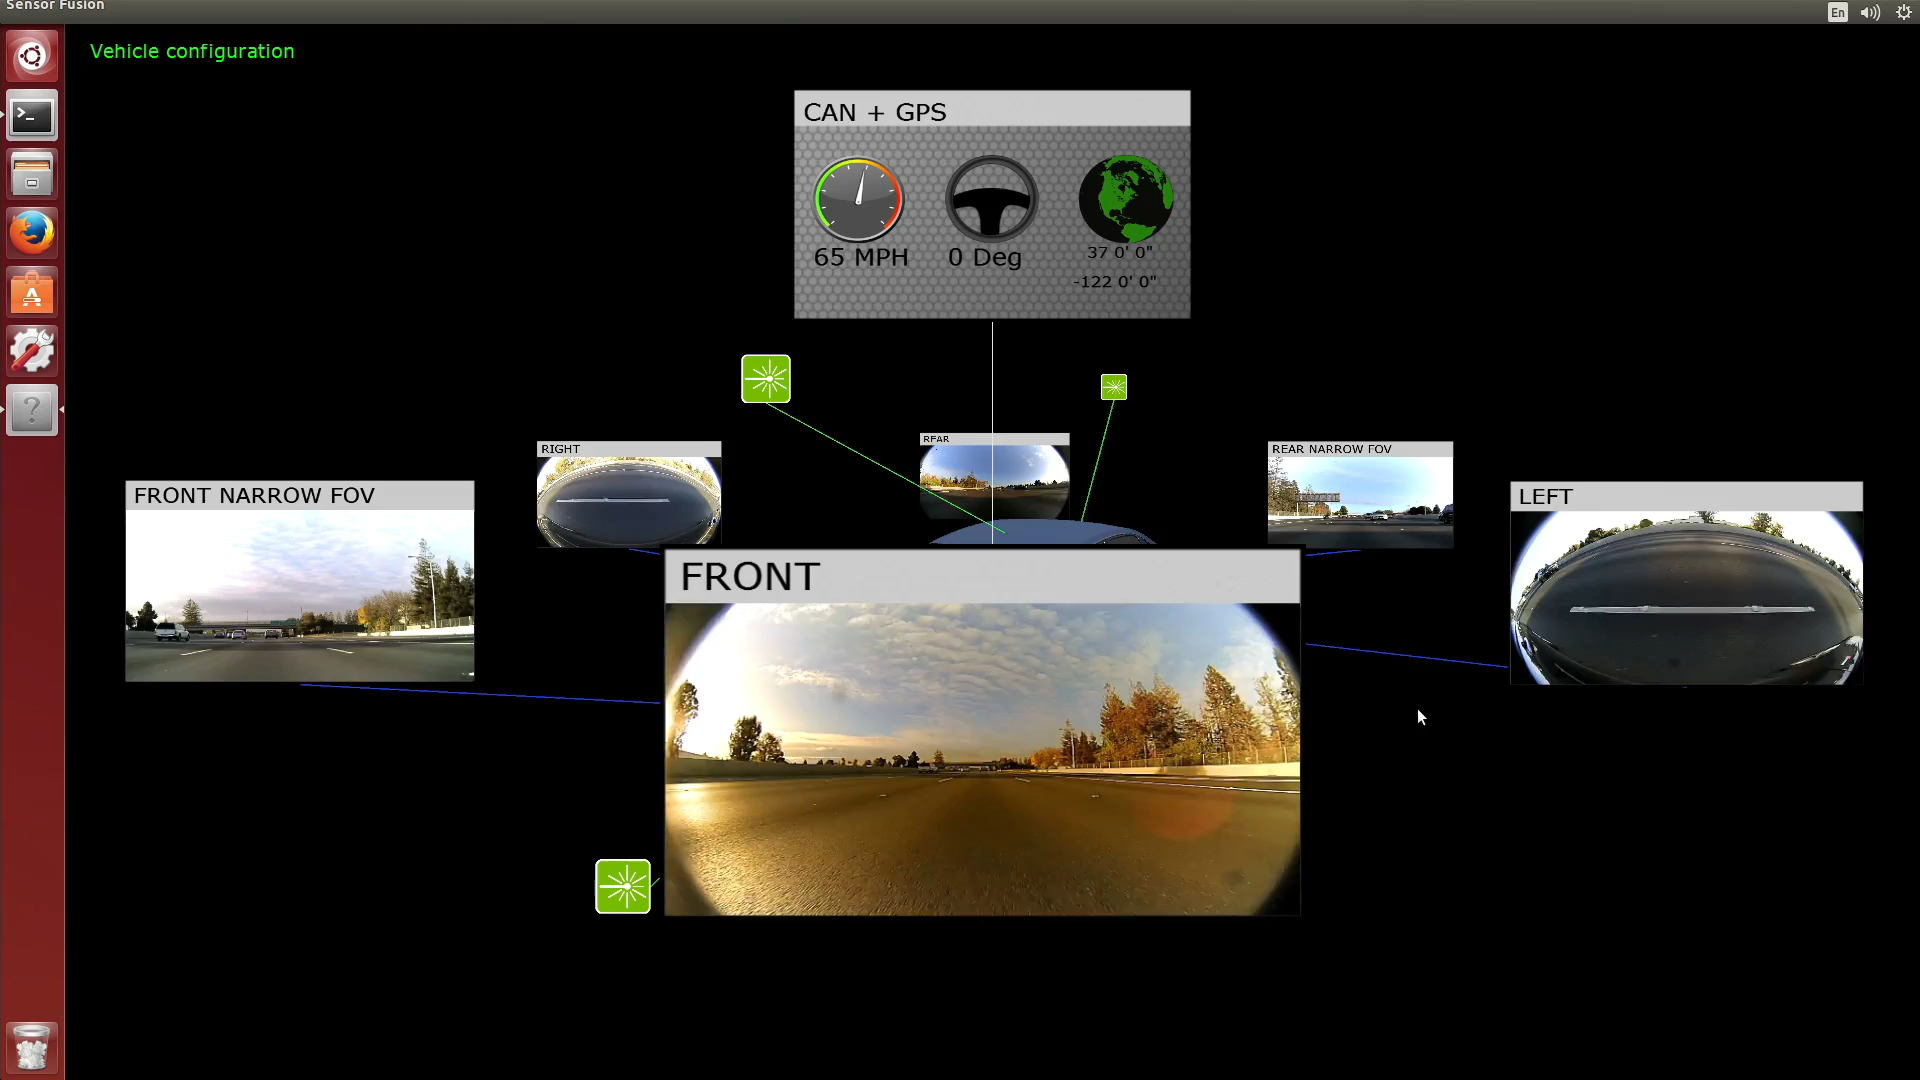 Sensor Fusion
En
Vehicle configuration
CAN + GPS
65 MPH
0 Deg
37 0' 0"
-122 0' 0"
REAR
RIGHT
REAR NARROW FOV
FRONT NARROW FOV
LEFT
FRONT